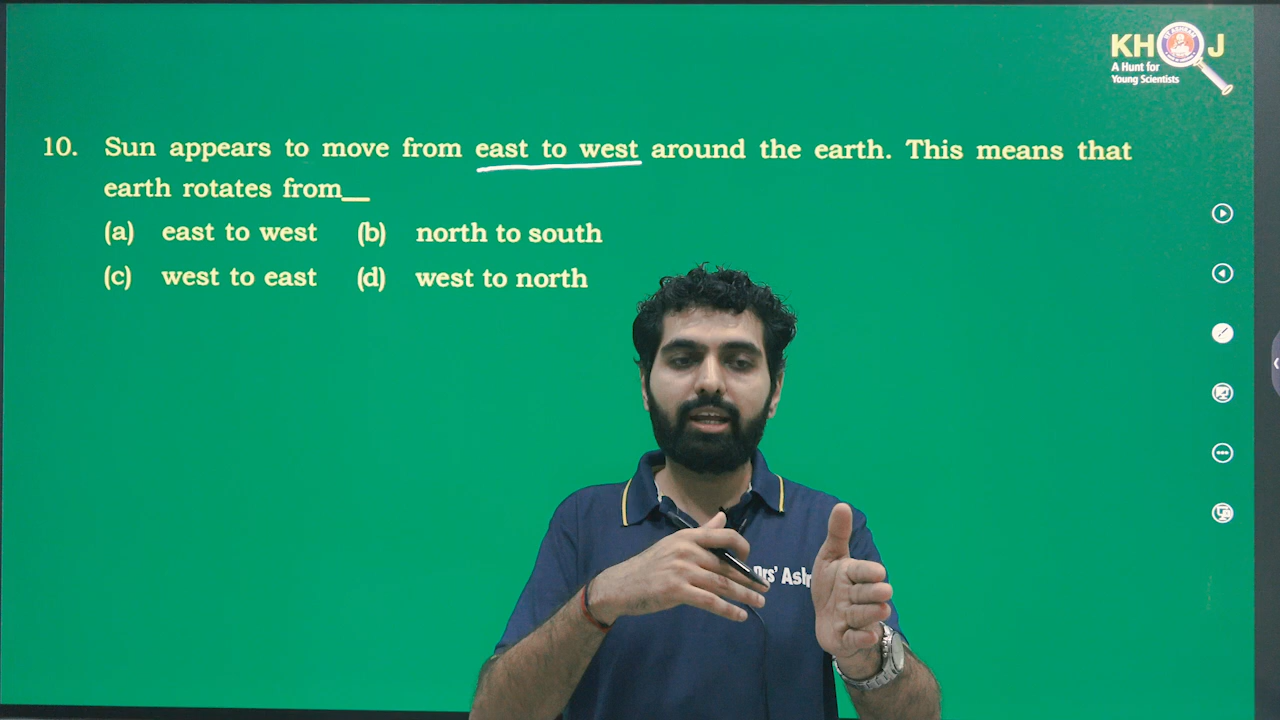 KH J
A Hunt for
Young Scientists
10. Sun appears to move from east to west around the earth. This means that
earth rotates from__
(a) east to west (b) north to south
(c) west to east (d) west to north